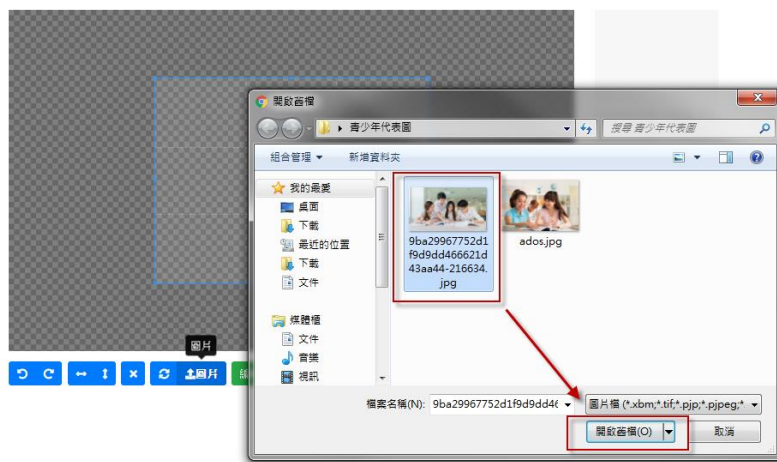 開啟舊檔
青少年代表圖
搜尋 青少年代表圖
組合管理
新增資料夾
我的最愛
桌面
下載
最近的位置
下載
文件
媒體櫃
文件
音樂
視訊
9ba29967752d1
f9d9dd466621d
43aa44-216634.
jpg
ados.jpg
圖片
圖片
檔案名稱(N):
9ba29967752d1f9d9dd46
圖片檔 (*.xbm;*.tif;*.pjp;*.pjpeg;*.
開啟舊檔(O)
取消